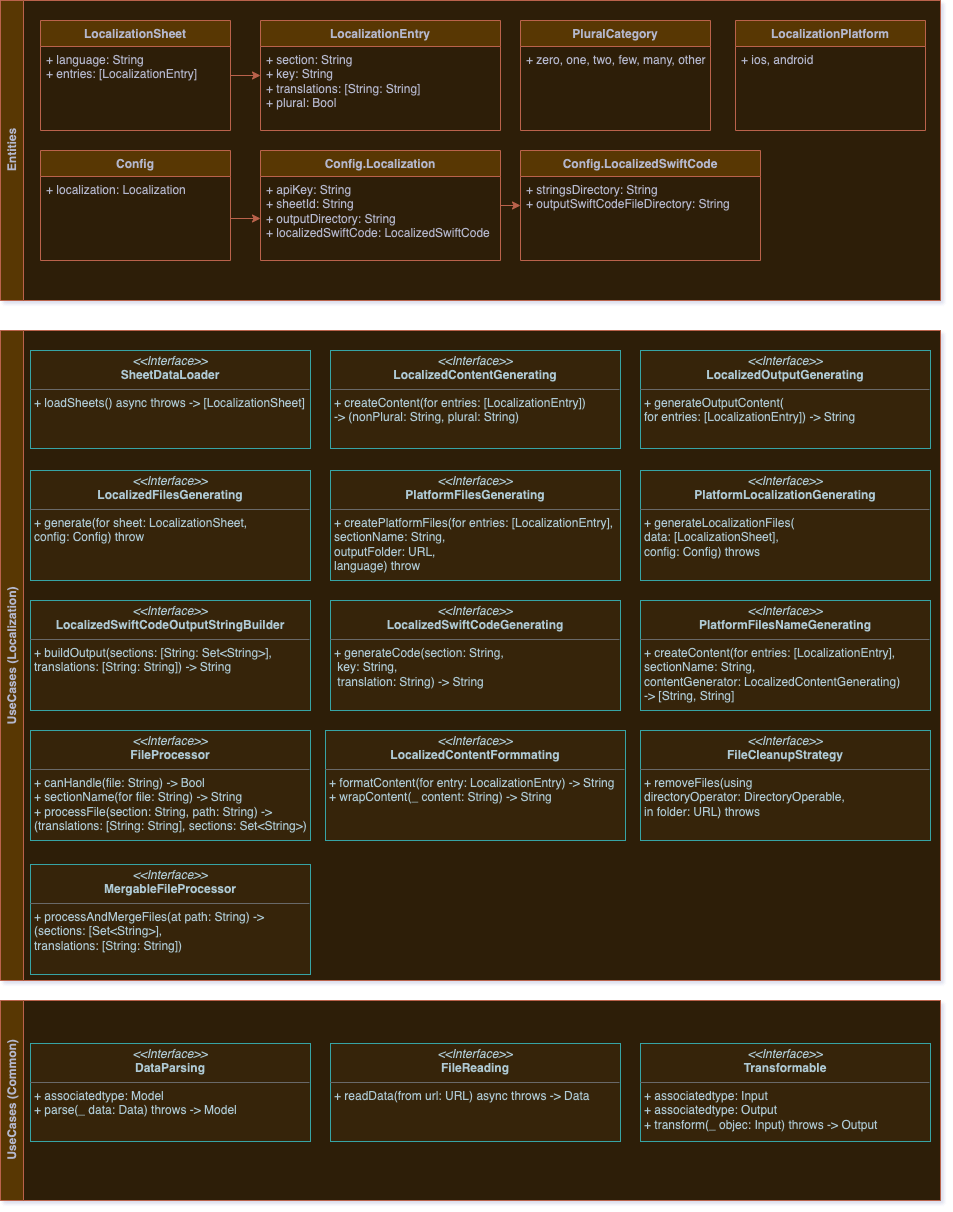 Entities
LocalizationSheet
+ language: String
+ entries: [LocalizationEntry]
LocalizationEntry
+ section: String
+ key: String
+ translations: [String: String]
+ plural: Bool
PluralCategory
+ zero, one, two, few, many, other
LocalizationPlatform
+ ios, android
Config
+ localization: Localization
Config.Localization
+ apiKey: String
+ sheetId: String
+ outputDirectory: String
+ localizedSwiftCode: LocalizedSwiftCode
Config.LocalizedSwiftCode
+ stringsDirectory: String
+ outputSwiftCodeFileDirectory: String
UseCases (Localization)
<<Interface>>
SheetDataLoader
+ loadSheets() async throws -> [LocalizationSheet]
<<Interface>>
LocalizedContentGenerating
+ createContent(for entries: [LocalizationEntry])
-> (nonPlural: String, plural: String)
<<Interface>>
LocalizedOutputGenerating
+ generateOutputContent(
for entries: [LocalizationEntry]) -> String
<<Interface>>
LocalizedFilesGenerating
+ generate(for sheet: LocalizationSheet,
config: Config) throw
<<Interface>>
PlatformFilesGenerating
+ createPlatformFiles(for entries: [LocalizationEntry],
sectionName: String,
outputFolder: URL,
language) throw
<<Interface>>
PlatformLocalizationGenerating
+ generateLocalizationFiles(
data: [LocalizationSheet],
config: Config) throws
<<Interface>>
LocalizedSwiftCodeOutputStringBuilder
+ buildOutput(sections: [String: Set<String>],
translations: [String: String]) -> String
<<Interface>>
LocalizedSwiftCodeGenerating
+ generateCode(section: String,
key: String,
translation: String) -> String
<<Interface>>
PlatformFilesNameGenerating
+ createContent(for entries: [LocalizationEntry],
sectionName: String,
contentGenerator: LocalizedContentGenerating)
-> [String, String]
<<Interface>>
FileProcessor
+ canHandle(file: String) -> Bool
+ sectionName(for file: String) -> String
+ processFile(section: String, path: String) ->
(translations: [String: String], sections: Set<String>)
<<Interface>>
LocalizedContentFormmating
+ formatContent(for entry: LocalizationEntry) -> String
+ wrapContent(_ content: String) -> String
<<Interface>>
FileCleanupStrategy
+ removeFiles(using
directoryOperator: DirectoryOperable,
in folder: URL) throws
<<Interface>>
MergableFileProcessor
+ processAndMergeFiles(at path: String) ->
(sections: [Set<String>],
translations: [String: String])
UseCases (Common)
<<Interface>>
DataParsing
+ associatedtype: Model
+ parse(_ data: Data) throws -> Model
<<Interface>>
FileReading
+ readData(from url: URL) async throws -> Data
<<Interface>>
Transformable
+ associatedtype: Input
+ associatedtype: Output
+ transform(_ objec: Input) throws -> Output